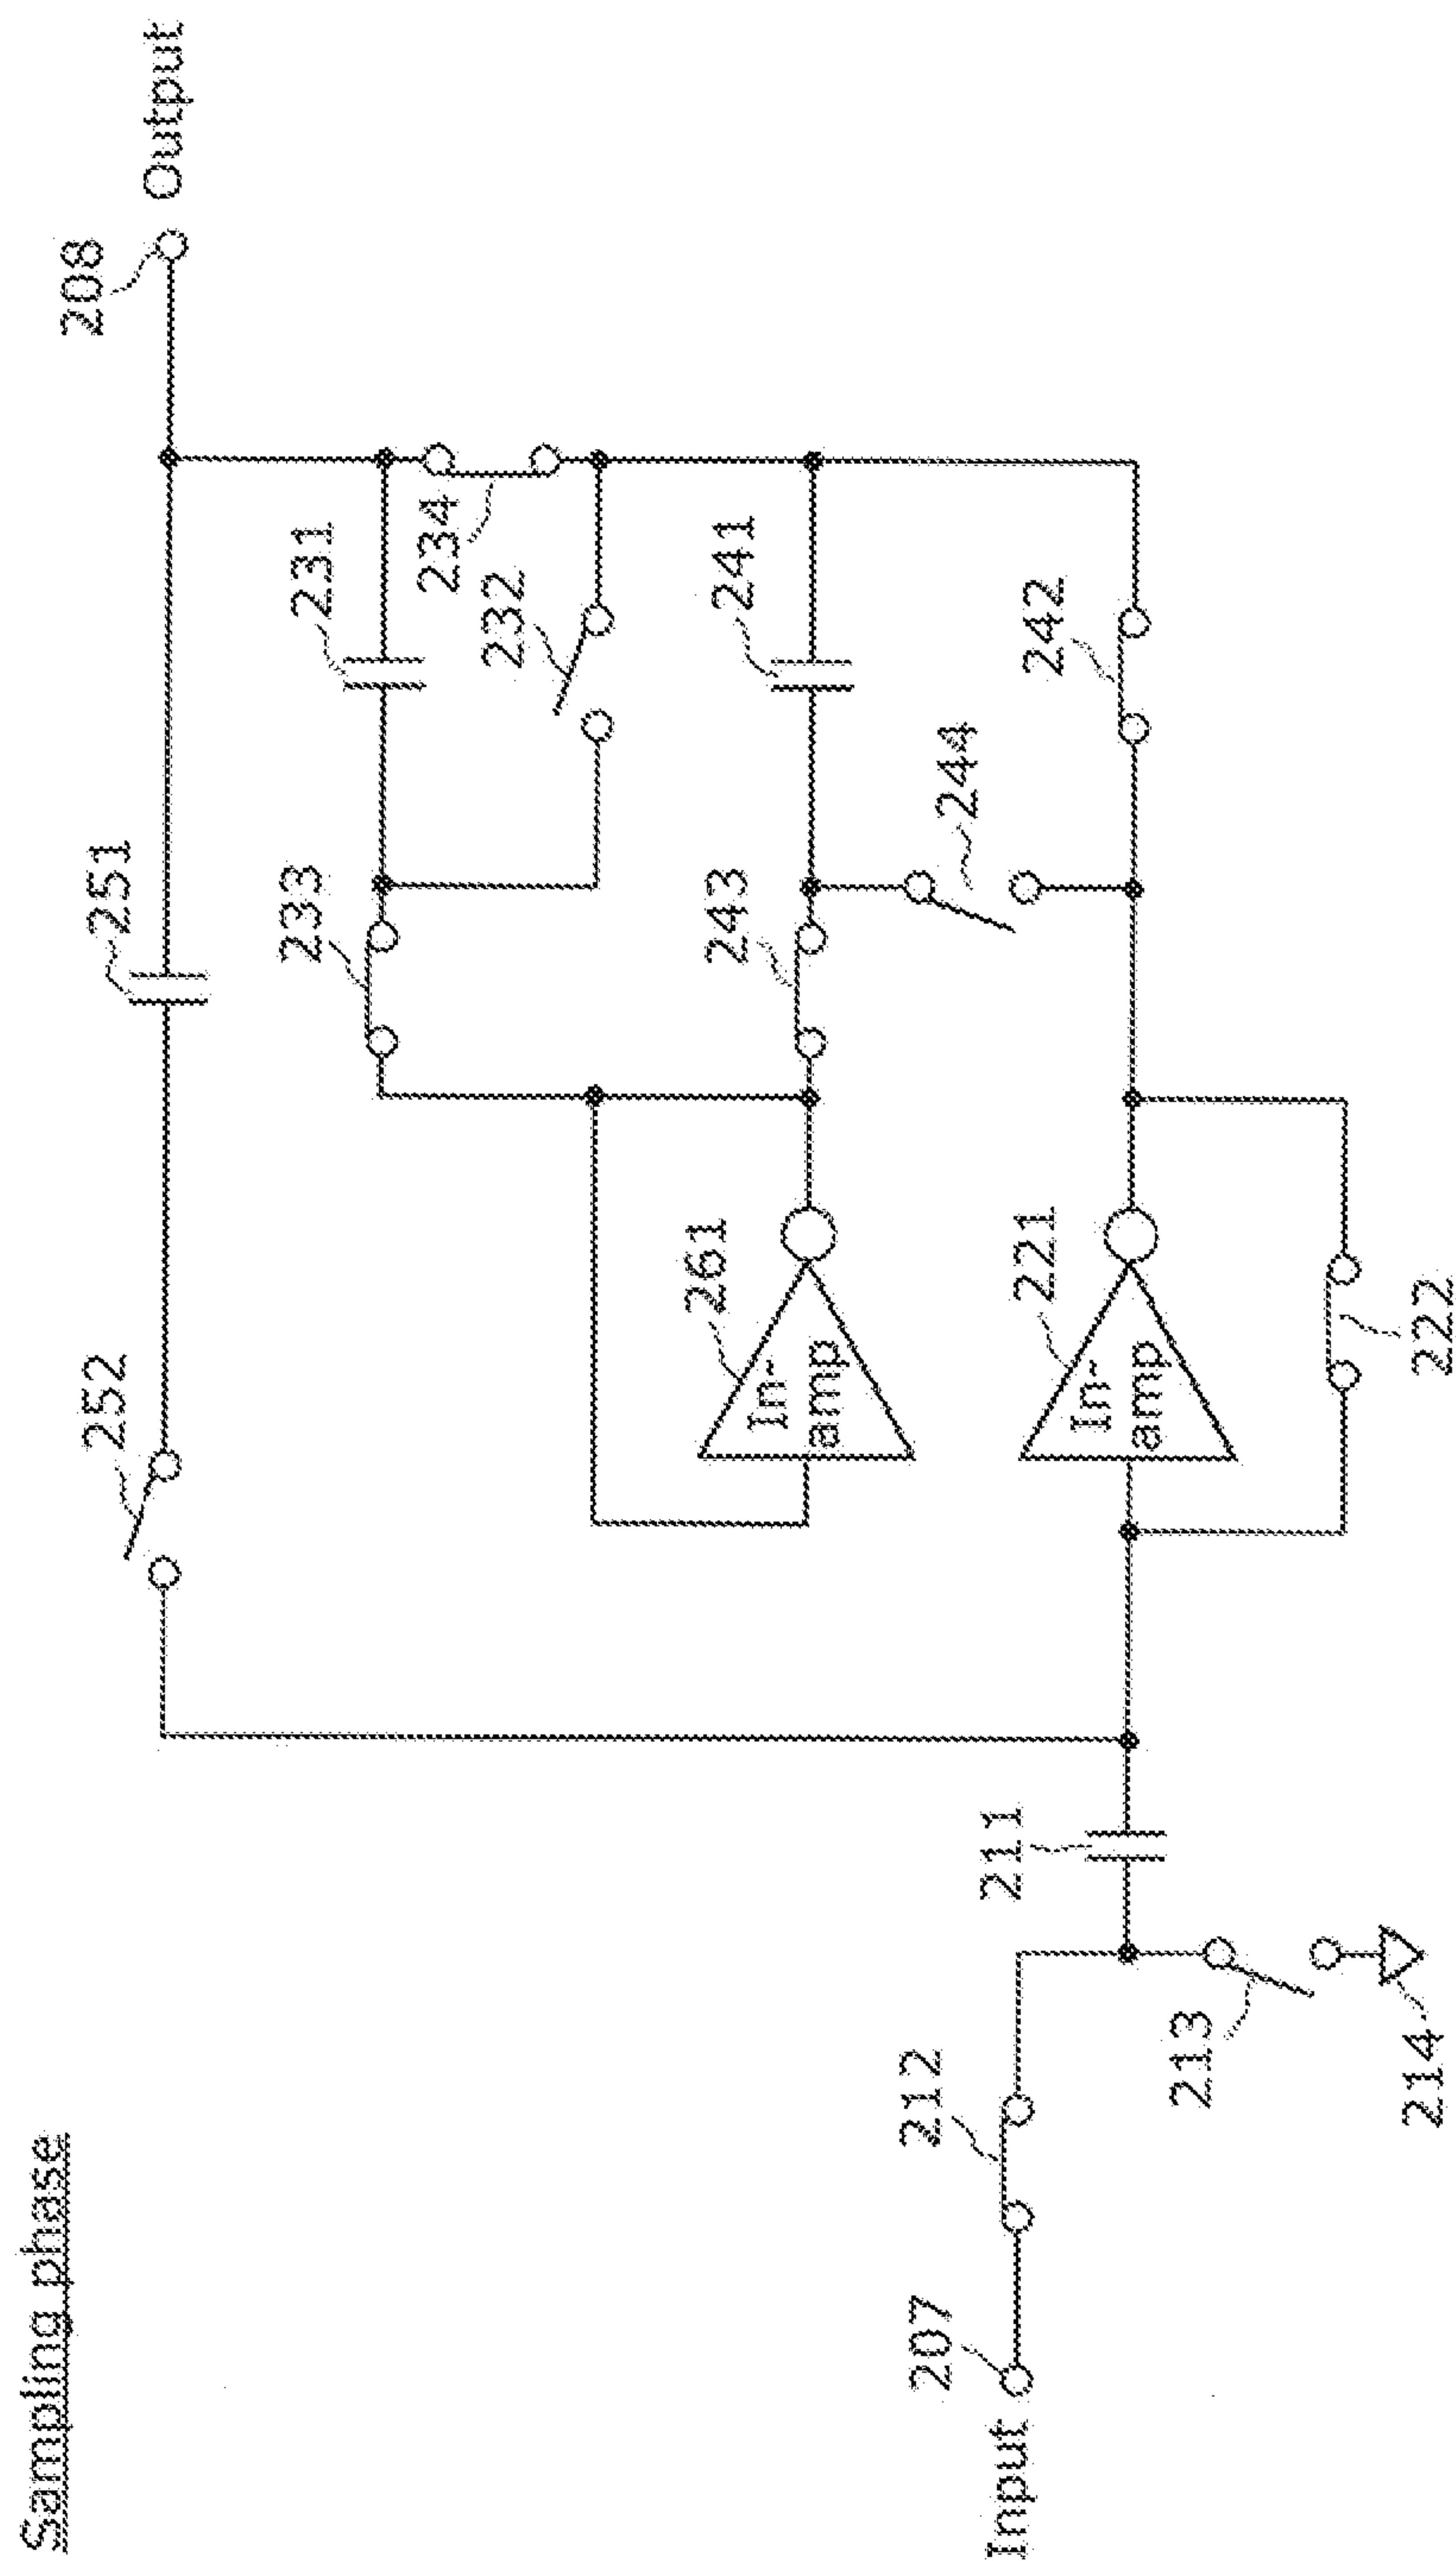 Sampling phase
Output
208
251
252
231
233
234
232
241
243
244
242
261
In-
amp
221
In-
amp
222
211
212
213
214
207
Input